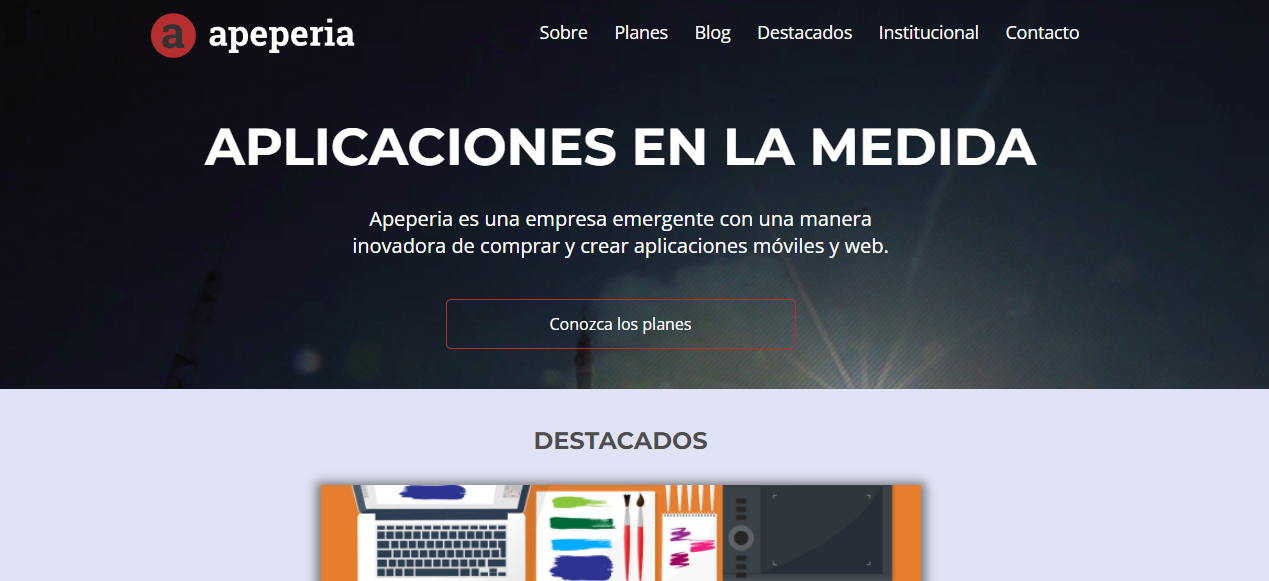 a apeperia
Sobre Planes Blog Destacados Institucional Contacto
APLICACIONES EN LA MEDIDA
Apeperia es una empresa emergente con una manera
inovadora de comprar y crear aplicaciones móviles y web.
Conozca los planes
DESTACADOS